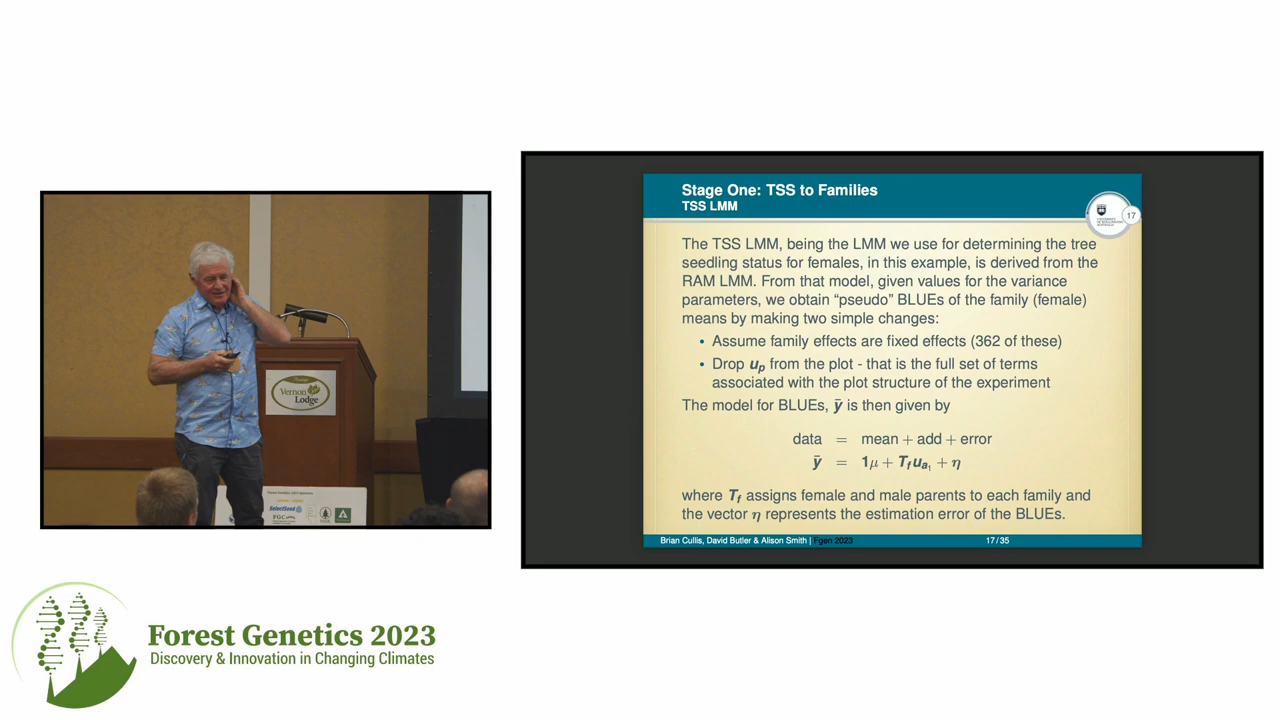 Stage One: TSS to Families
TSS LMM
17
The TSS LMM, being the LMM we use for determining the tree
seedling status for females, in this example, is derived from the
RAM LMM. From that model, given values for the variance
parameters, we obtain “pseudo” BLUEs of the family (female)
means by making two simple changes:
• Assume family effects are fixed effects (362 of these)
• Drop u_p from the plot - that is the full set of terms
associated with the plot structure of the experiment
The model for BLUEs, ȳ is then given by
data = mean + add + error
ȳ = 1μ + T_f u_{a_1} + η
where T_f assigns female and male parents to each family and
the vector η represents the estimation error of the BLUEs.
Brian Cullis, David Butler & Alison Smith | Fgen 2023
17/35
Vernon
Lodge
SelectSeed
FGC
Forest Genetics 2023
Discovery & Innovation in Changing Climates